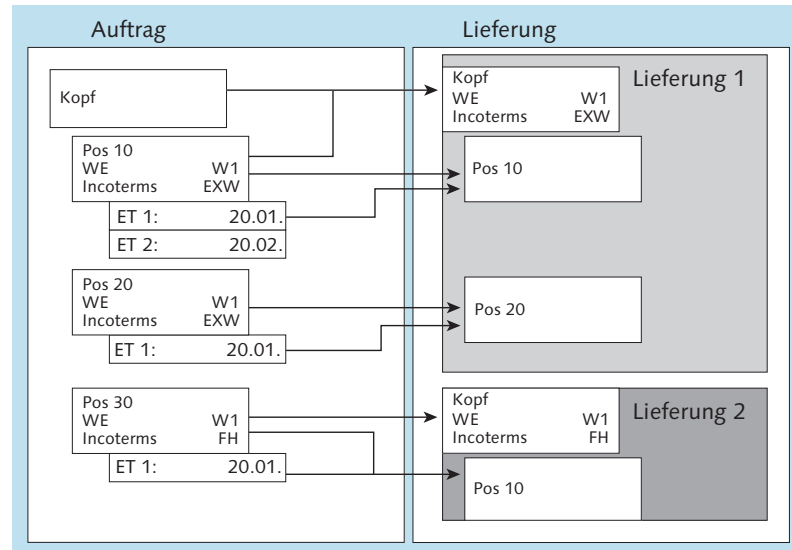 Auftrag
Kopf
Pos 10
WE W1
Incoterms EXW
ET 1: 20.01.
ET 2: 20.02.
Pos 20
WE W1
Incoterms EXW
ET 1: 20.01.
Pos 30
WE W1
Incoterms FH
ET 1: 20.01.
Lieferung
Lieferung 1
Kopf
WE W1
Incoterms EXW
Pos 10
Pos 20
Lieferung 2
Kopf
WE W1
Incoterms FH
Pos 10